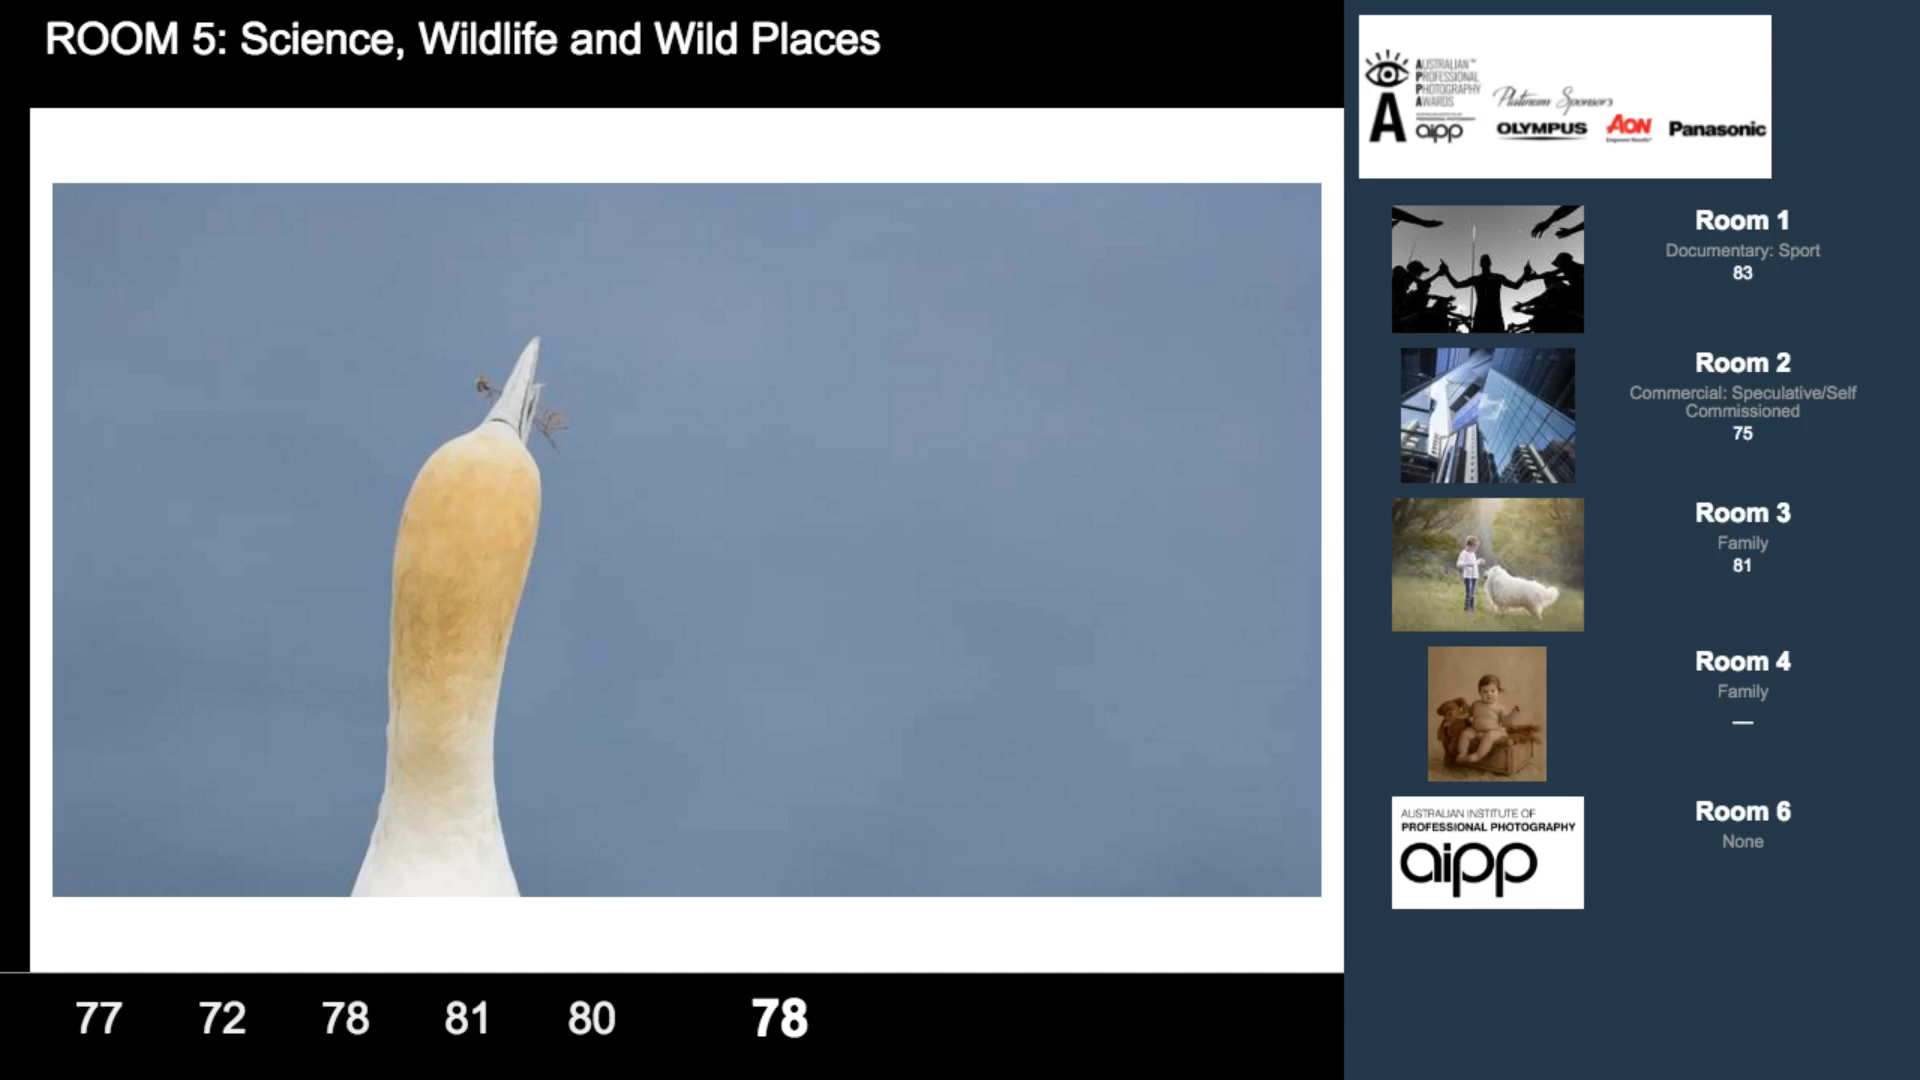 ROOM 5: Science, Wildlife and Wild Places
AUSTRALIAN™
PROFESSIONAL
PHOTOGRAPHY
AWARDS
aipp
Platinum Sponsors
OLYMPUS
AON
Panasonic
Room 1
Documentary: Sport
83
Room 2
Commercial: Speculative/Self
Commissioned
75
Room 3
Family
81
Room 4
Family
—
AUSTRALIAN INSTITUTE OF
PROFESSIONAL PHOTOGRAPHY
aipp
Room 6
None
77 72 78 81 80 78